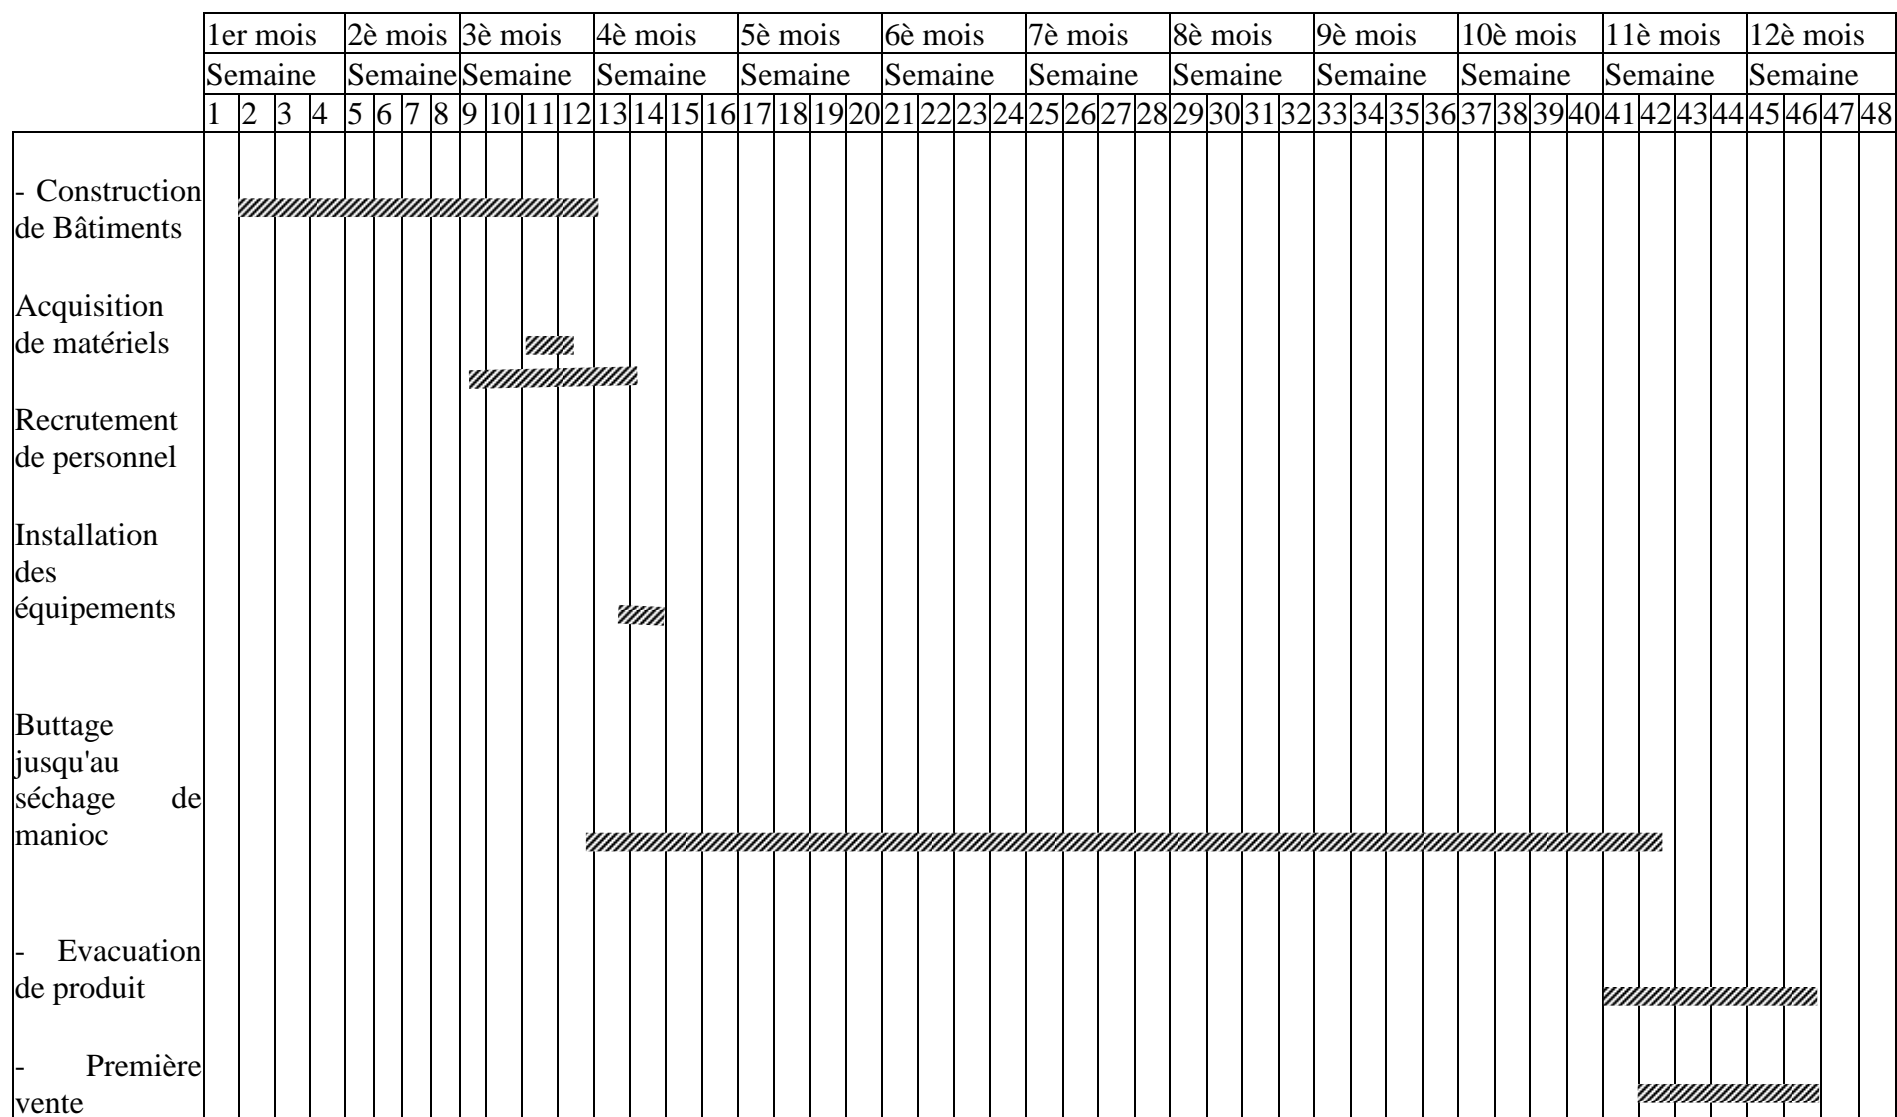 1er mois 2è mois 3è mois 4è mois 5è mois 6è mois 7è mois 8è mois 9è mois 10è mois 11è mois 12è mois
Semaine Semaine Semaine Semaine Semaine Semaine Semaine Semaine Semaine Semaine Semaine Semaine
1 2 3 4 5 6 7 8 9 10 11 12 13 14 15 16 17 18 19 20 21 22 23 24 25 26 27 28 29 30 31 32 33 34 35 36 37 38 39 40 41 42 43 44 45 46 47 48
- Construction
de Bâtiments
Acquisition
de matériels
Recrutement
de personnel
Installation
des
équipements
Buttage
jusqu'au
séchage de
manioc
- Evacuation
de produit
- Première
vente